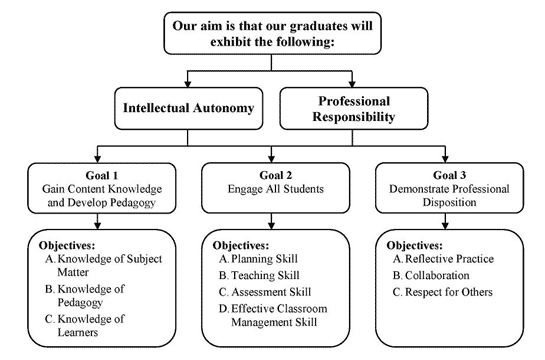 Our aim is that our graduates will
exhibit the following:
Intellectual Autonomy
Professional
Responsibility
Goal 1
Gain Content Knowledge
and Develop Pedagogy
Goal 2
Engage All Students
Goal 3
Demonstrate Professional
Disposition
Objectives:
A. Knowledge of Subject
Matter
B. Knowledge of
Pedagogy
C. Knowledge of
Learners
Objectives:
A. Planning Skill
B. Teaching Skill
C. Assessment Skill
D. Effective Classroom
Management Skill
Objectives:
A. Reflective Practice
B. Collaboration
C. Respect for Others